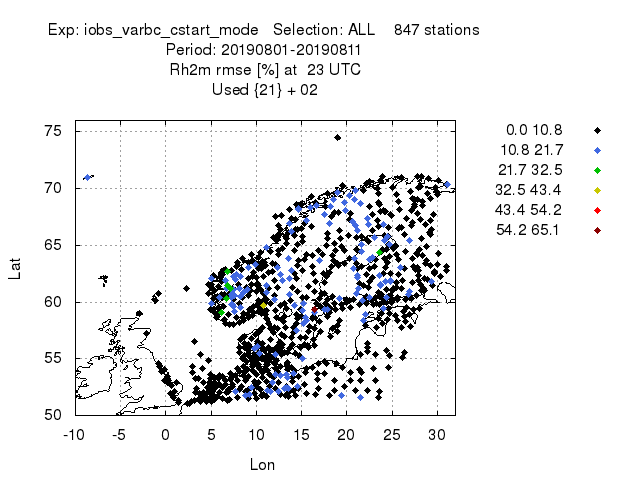 Exp: iobs_varbc_cstart_mode Selection: ALL 847 stations
Period: 20190801-20190811
Rh2m rmse [%] at 23 UTC
Used {21} + 02
0.0 10.8
10.8 21.7
21.7 32.5
32.5 43.4
43.4 54.2
54.2 65.1
75
70
65
60
55
50
Lat
-10 -5 0 5 10 15 20 25 30
Lon